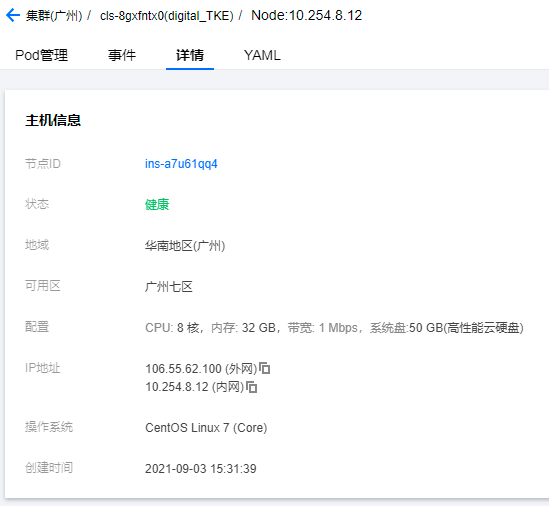 集群(广州) / cls-8gxfntx0(digital_TKE) / Node:10.254.8.12
Pod管理 事件 详情 YAML
主机信息
节点ID ins-a7u61qq4
状态 健康
地域 华南地区(广州)
可用区 广州七区
配置 CPU: 8 核，内存: 32 GB，带宽: 1 Mbps，系统盘:50 GB(高性能云硬盘)
IP地址 106.55.62.100 (外网)
10.254.8.12 (内网)
操作系统 CentOS Linux 7 (Core)
创建时间 2021-09-03 15:31:39